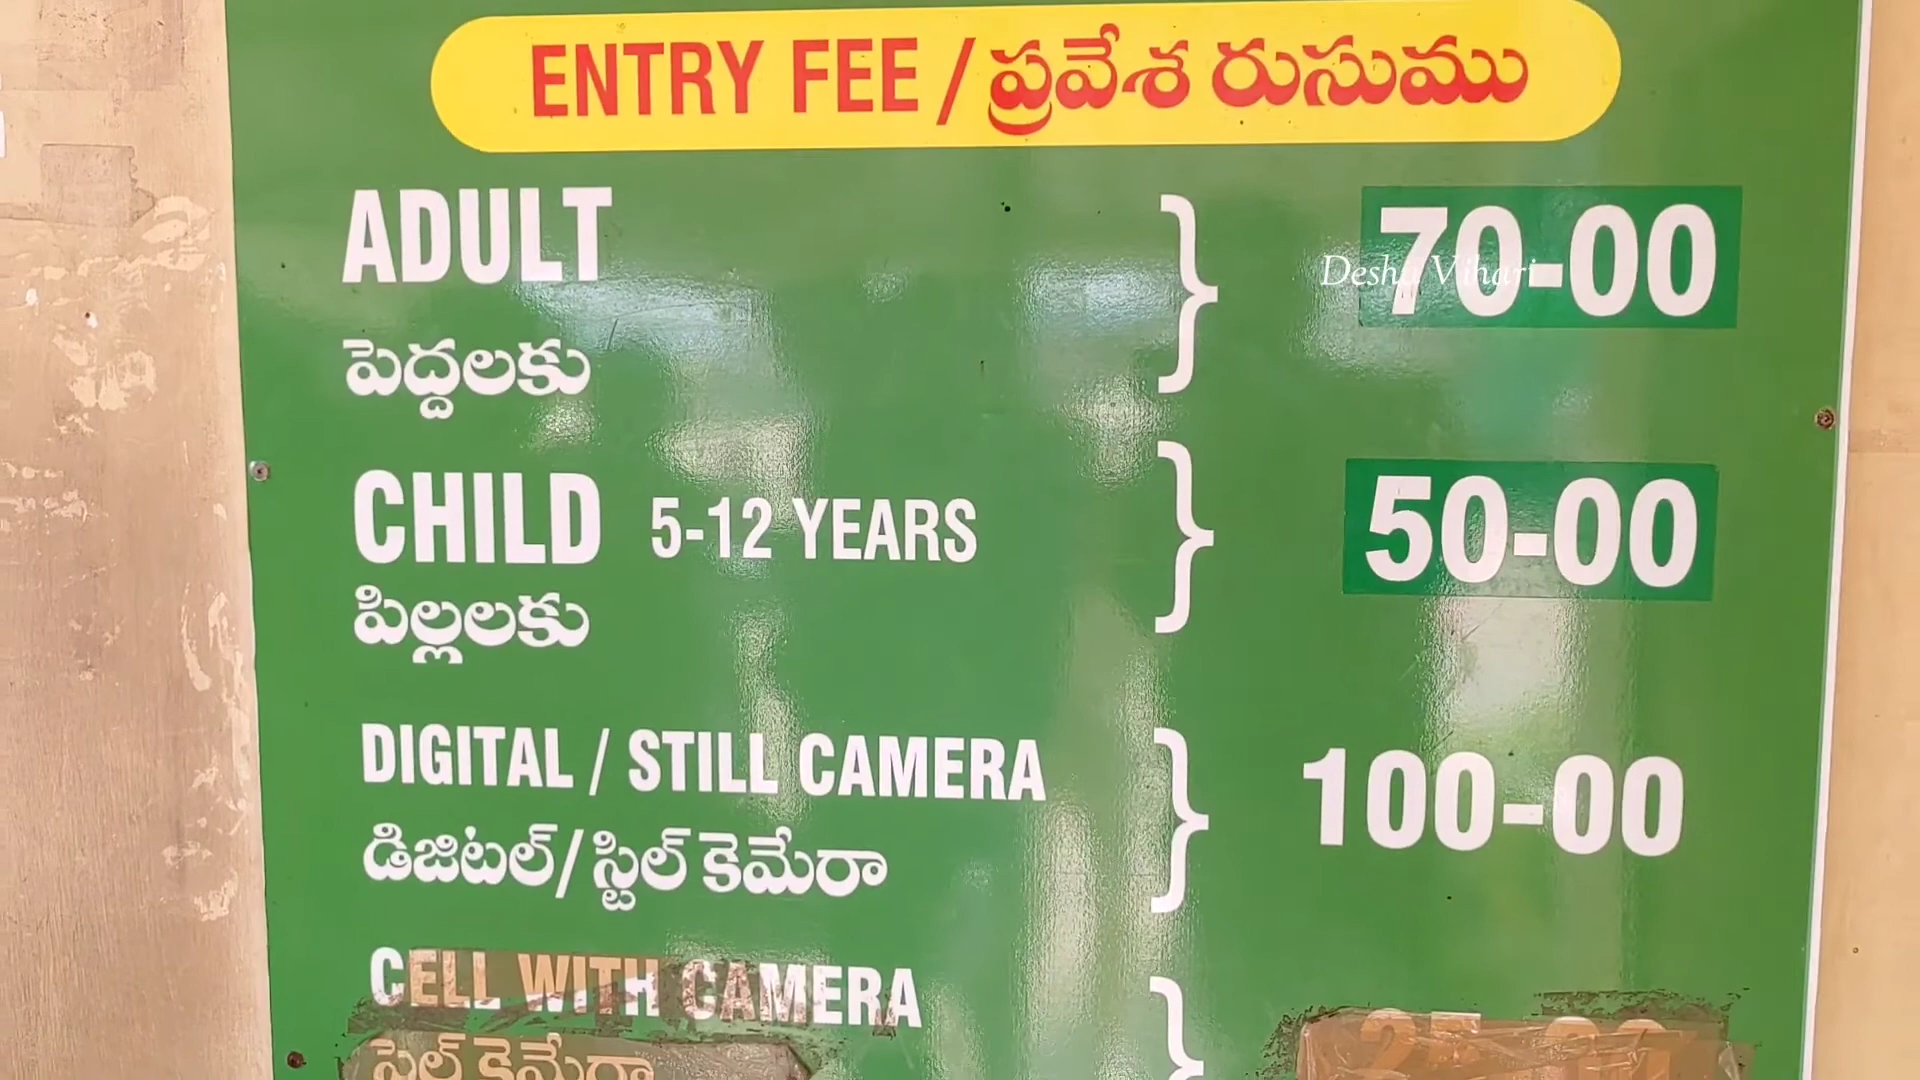 ENTRY FEE / ప్రవేశ రుసుము
ADULT
70-00
Deshi Vihari
పెద్దలకు
CHILD 5-12 YEARS
50-00
పిల్లలకు
DIGITAL / STILL CAMERA
100-00
డిజిటల్/ స్టిల్ కెమేరా
CELL WITH CAMERA
సెల్ కెమేరా